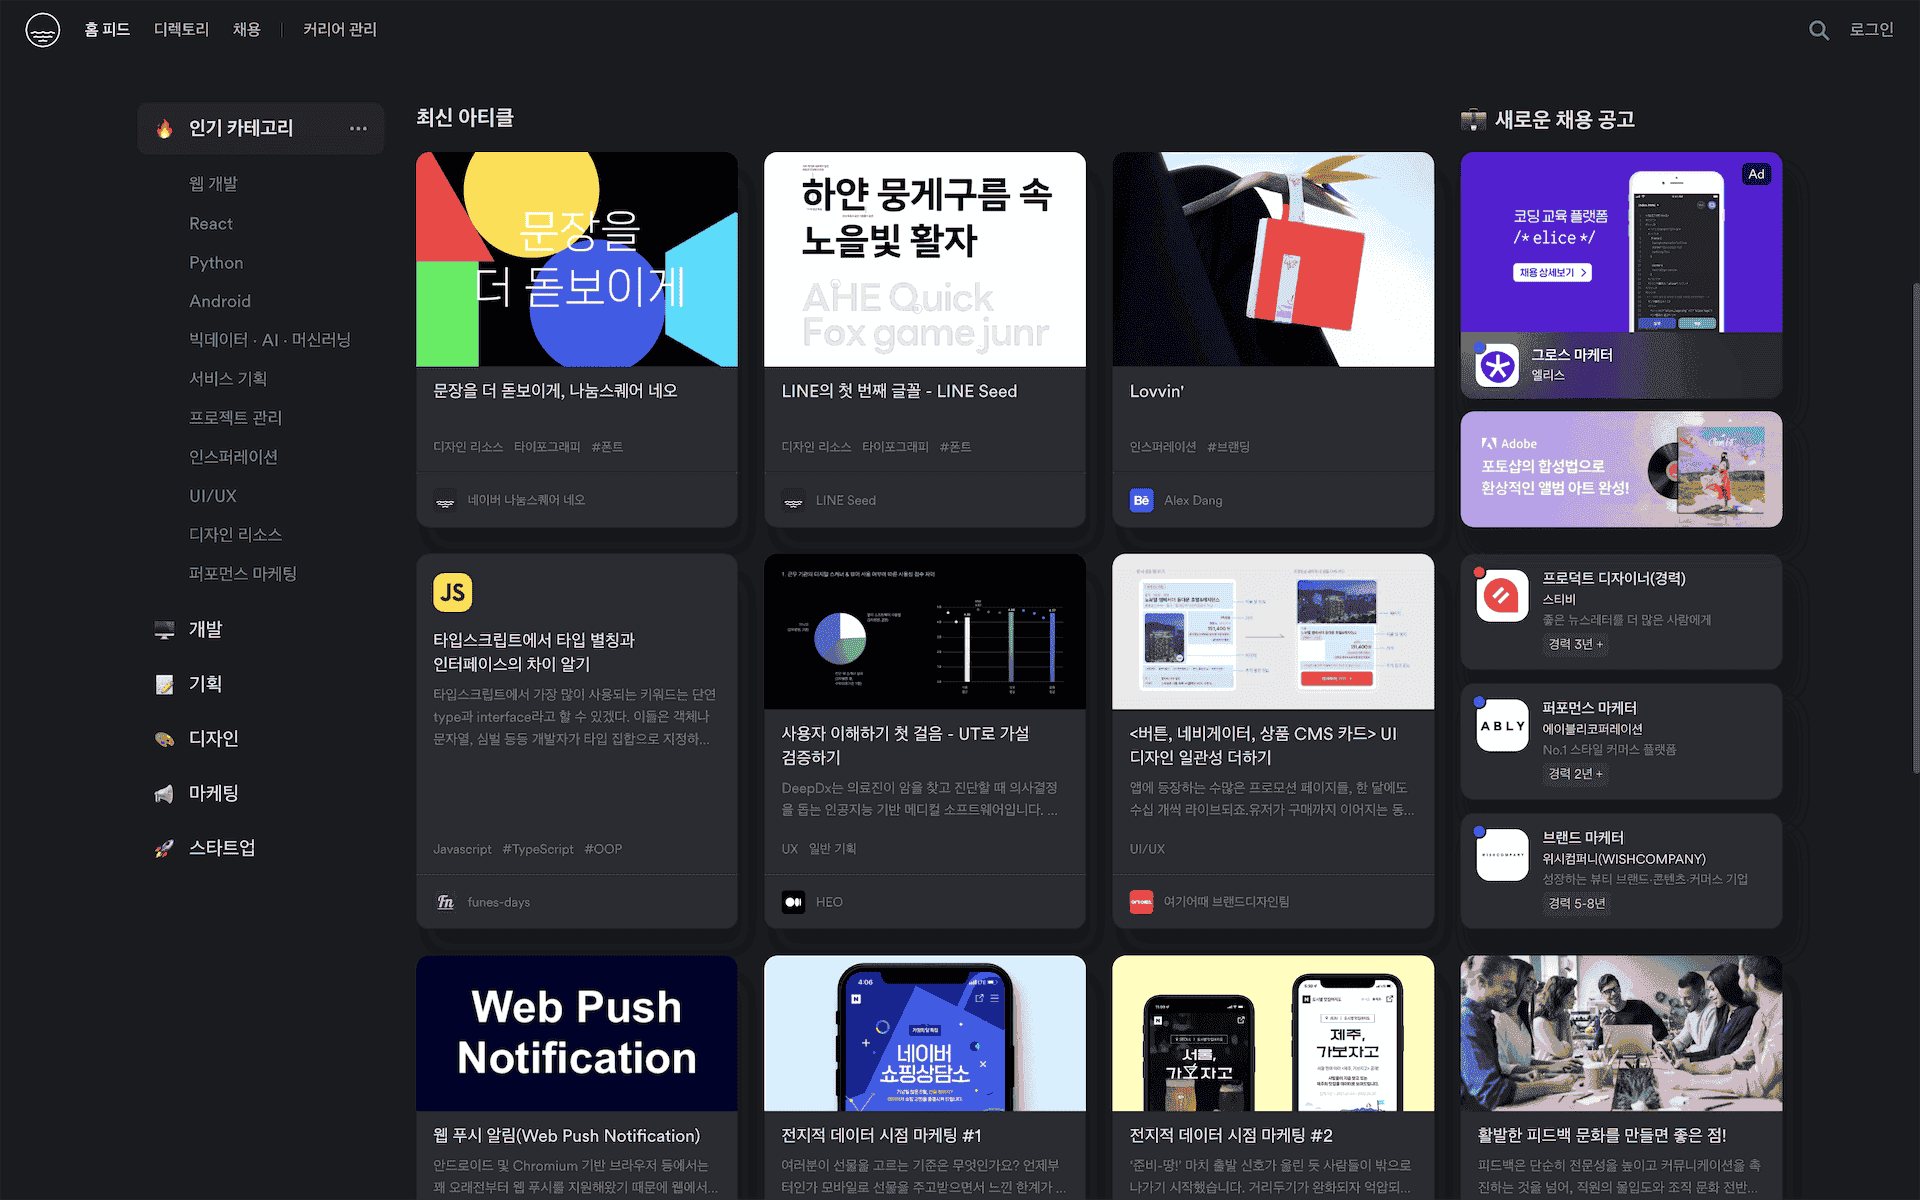 홈 피드
디렉토리
채용
커리어 관리
로그인
인기 카테고리
웹 개발
React
Python
Android
빅데이터 · AI · 머신러닝
서비스 기획
프로젝트 관리
인스퍼레이션
UI/UX
디자인 리소스
퍼포먼스 마케팅
개발
기획
디자인
마케팅
스타트업
최신 아티클
문장을
더 돋보이게
문장을 더 돋보이게, 나눔스퀘어 네오
디자인 리소스 타이포그래피 #폰트
네이버 나눔스퀘어 네오
하얀 뭉게구름 속
노을빛 활자
AHE Quick
Fox game junr
LINE의 첫 번째 글꼴 - LINE Seed
디자인 리소스 타이포그래피 #폰트
LINE Seed
Lovvin'
인스퍼레이션 #브랜딩
Bē
Alex Dang
JS
타입스크립트에서 타입 별칭과
인터페이스의 차이 알기
타입스크립트에서 가장 많이 사용되는 키워드는 단연
type과 interface라고 할 수 있겠다. 이들은 객체나
문자열, 심벌 등등 개발자가 타입 집합으로 지정하...
Javascript #TypeScript #OOP
Fn
funes-days
사용자 이해하기 첫 걸음 - UT로 가설
검증하기
DeepDx는 의료진이 암을 찾고 진단할 때 의사결정
을 돕는 인공지능 기반 메디컬 소프트웨어입니다. ...
UX 일반 기획
HEO
<버튼, 네비게이터, 상품 CMS 카드> UI
디자인 일관성 더하기
앱에 등장하는 수많은 프로모션 페이지들, 한 달에도
수십 개씩 라이브되죠.유저가 구매까지 이어지는 동...
UI/UX
여기어때 브랜드디자인팀
Web Push
Notification
웹 푸시 알림(Web Push Notification)
안드로이드 및 Chromium 기반 브라우저 등에서는
꽤 오래전부터 웹 푸시를 지원해왔기 때문에 웹에서...
4:06
네이버
쇼핑상담소
전지적 데이터 시점 마케팅 #1
여러분이 선물을 고르는 기준은 무엇인가요? 언제부
터인가 모바일로 선물을 주고받으면서 느낀 한계가 ...
서울,
가보자고
제주,
가보자고
전지적 데이터 시점 마케팅 #2
'준비-땅!' 마치 출발 신호가 울린 듯 사람들이 밖으로
나가기 시작했습니다. 거리두기가 완화되자 억압되...
활발한 피드백 문화를 만들면 좋은 점!
피드백은 단순히 전문성을 높이고 커뮤니케이션을 촉
진하는 것을 넘어, 직원의 몰입도와 조직 문화 전반...
새로운 채용 공고
Ad
코딩 교육 플랫폼
/* elice */
채용 상세보기 >
그로스 마케터
엘리스
Adobe
포토샵의 합성법으로
환상적인 앨범 아트 완성!
프로덕트 디자이너(경력)
스티비
좋은 뉴스레터를 더 많은 사람에게
경력 3년 +
ABLY
퍼포먼스 마케터
에이블리코퍼레이션
No.1 스타일 커머스 플랫폼
경력 2년 +
WISHCOMPANY
브랜드 마케터
위시컴퍼니(WISHCOMPANY)
성장하는 뷰티 브랜드·콘텐츠·커머스 기업
경력 5-8년